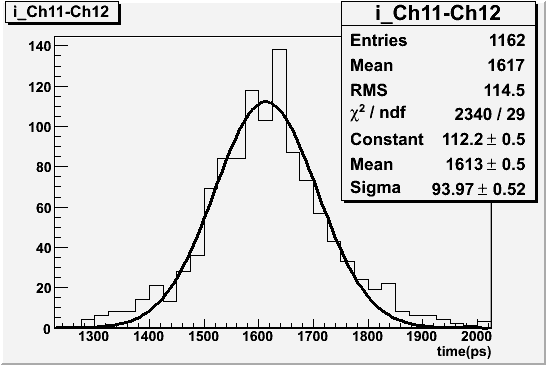 i_Ch11-Ch12
i_Ch11-Ch12
Entries 1162
Mean 1617
RMS 114.5
χ² / ndf 2340 / 29
Constant 112.2 ± 0.5
Mean 1613 ± 0.5
Sigma 93.97 ± 0.52
140
120
100
80
60
40
20
0
1300 1400 1500 1600 1700 1800 1900 2000
time(ps)